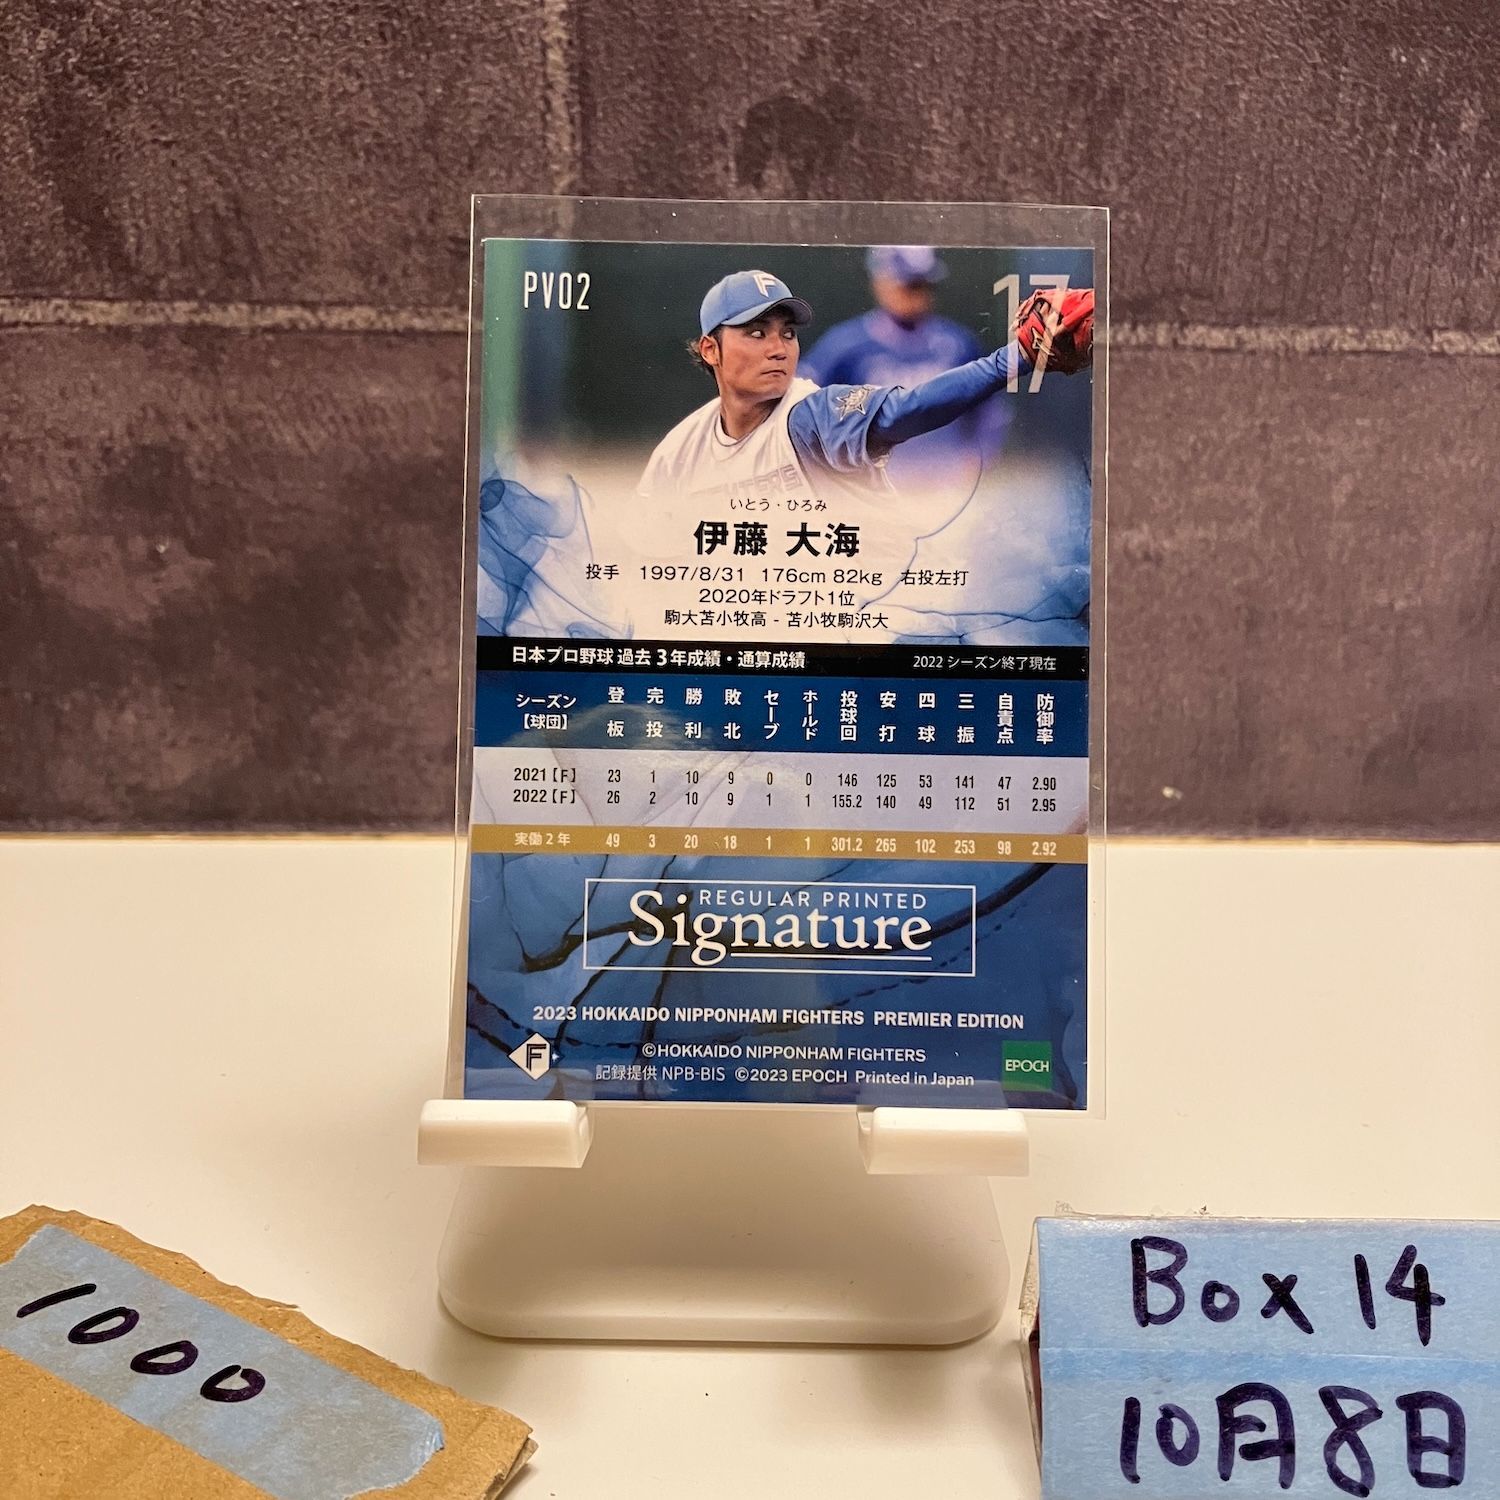 PV02
17
17
F
いとう・ひろみ
伊藤 大海
投手 1997/8/31 176cm 82kg 右投左打
2020年ドラフト1位
駒大苫小牧高 - 苫小牧駒沢大
日本プロ野球 過去3年成績・通算成績 2022 シーズン終了現在
シーズン【球団】 登板 完投 勝利 敗北 セーブ ホールド 投球回 安打 四球 三振 自責点 防御率
2021【F】 23 1 10 9 0 0 146 125 53 141 47 2.90
2022【F】 26 2 10 9 1 1 155.2 140 49 112 51 2.95
実働2年 49 3 20 18 1 1 301.2 265 102 253 98 2.92
REGULAR PRINTED
Signature
2023 HOKKAIDO NIPPONHAM FIGHTERS PREMIER EDITION
F
©HOKKAIDO NIPPONHAM FIGHTERS
記録提供 NPB-BIS ©2023 EPOCH Printed in Japan
EPOCH
1000
Box 14
10月8日